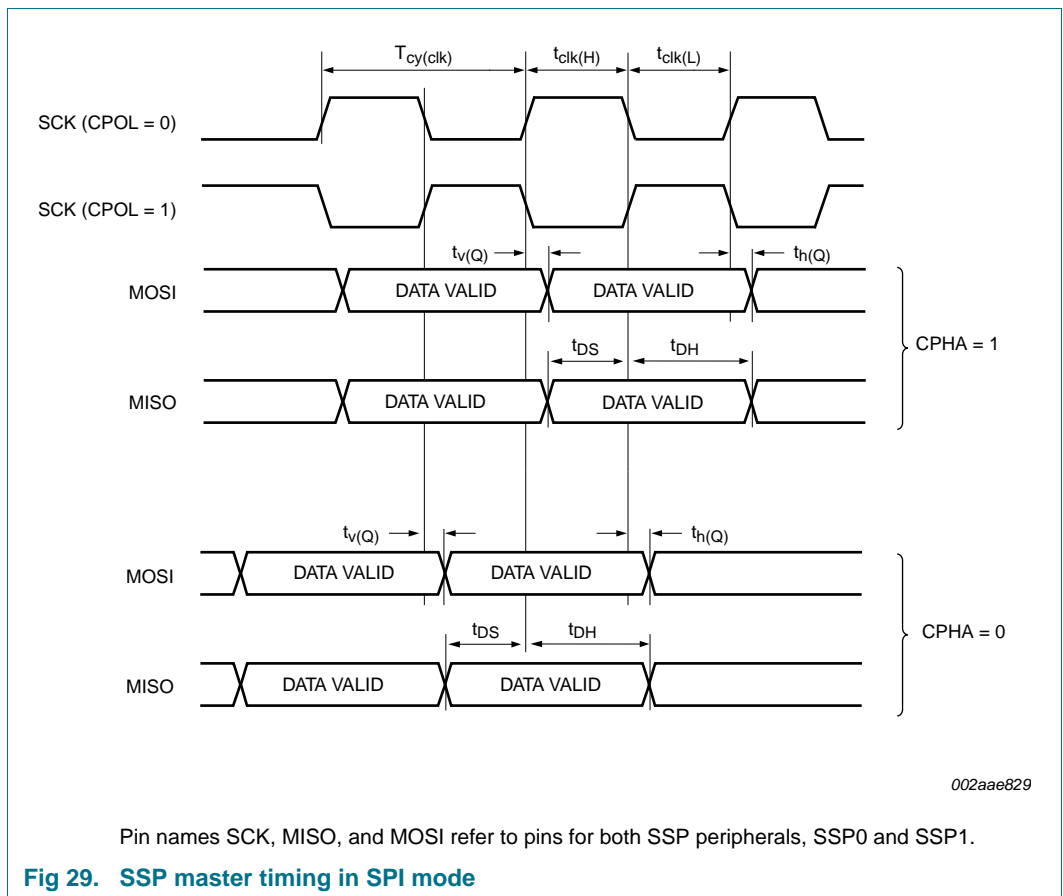 Tcy(clk) tclk(H) tclk(L)
SCK (CPOL = 0)
SCK (CPOL = 1)
tv(Q) th(Q)
MOSI DATA VALID DATA VALID
tDS tDH
CPHA = 1
MISO DATA VALID DATA VALID
tv(Q) th(Q)
MOSI DATA VALID DATA VALID
tDS tDH
CPHA = 0
MISO DATA VALID DATA VALID
002aae829
Pin names SCK, MISO, and MOSI refer to pins for both SSP peripherals, SSP0 and SSP1.
Fig 29. SSP master timing in SPI mode